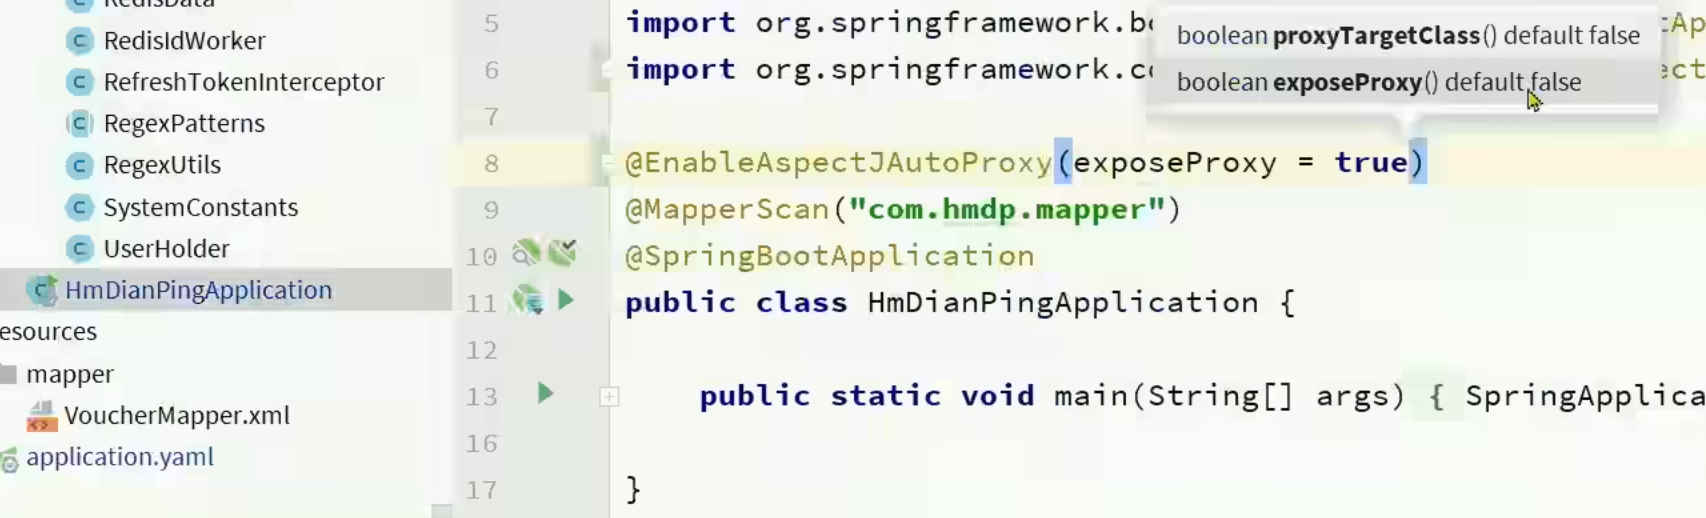 RedisData
RedisIdWorker
RefreshTokenInterceptor
RegexPatterns
RegexUtils
SystemConstants
UserHolder
HmDianPingApplication
esources
mapper
VoucherMapper.xml
application.yaml
5 import org.springframework.bo
6 import org.springframework.co
7
8 @EnableAspectJAutoProxy(exposeProxy = true)
9 @MapperScan("com.hmdp.mapper")
10 @SpringBootApplication
11 public class HmDianPingApplication {
12
13 public static void main(String[] args) { SpringApplica
16
17 }
boolean proxyTargetClass() default false
boolean exposeProxy() default false